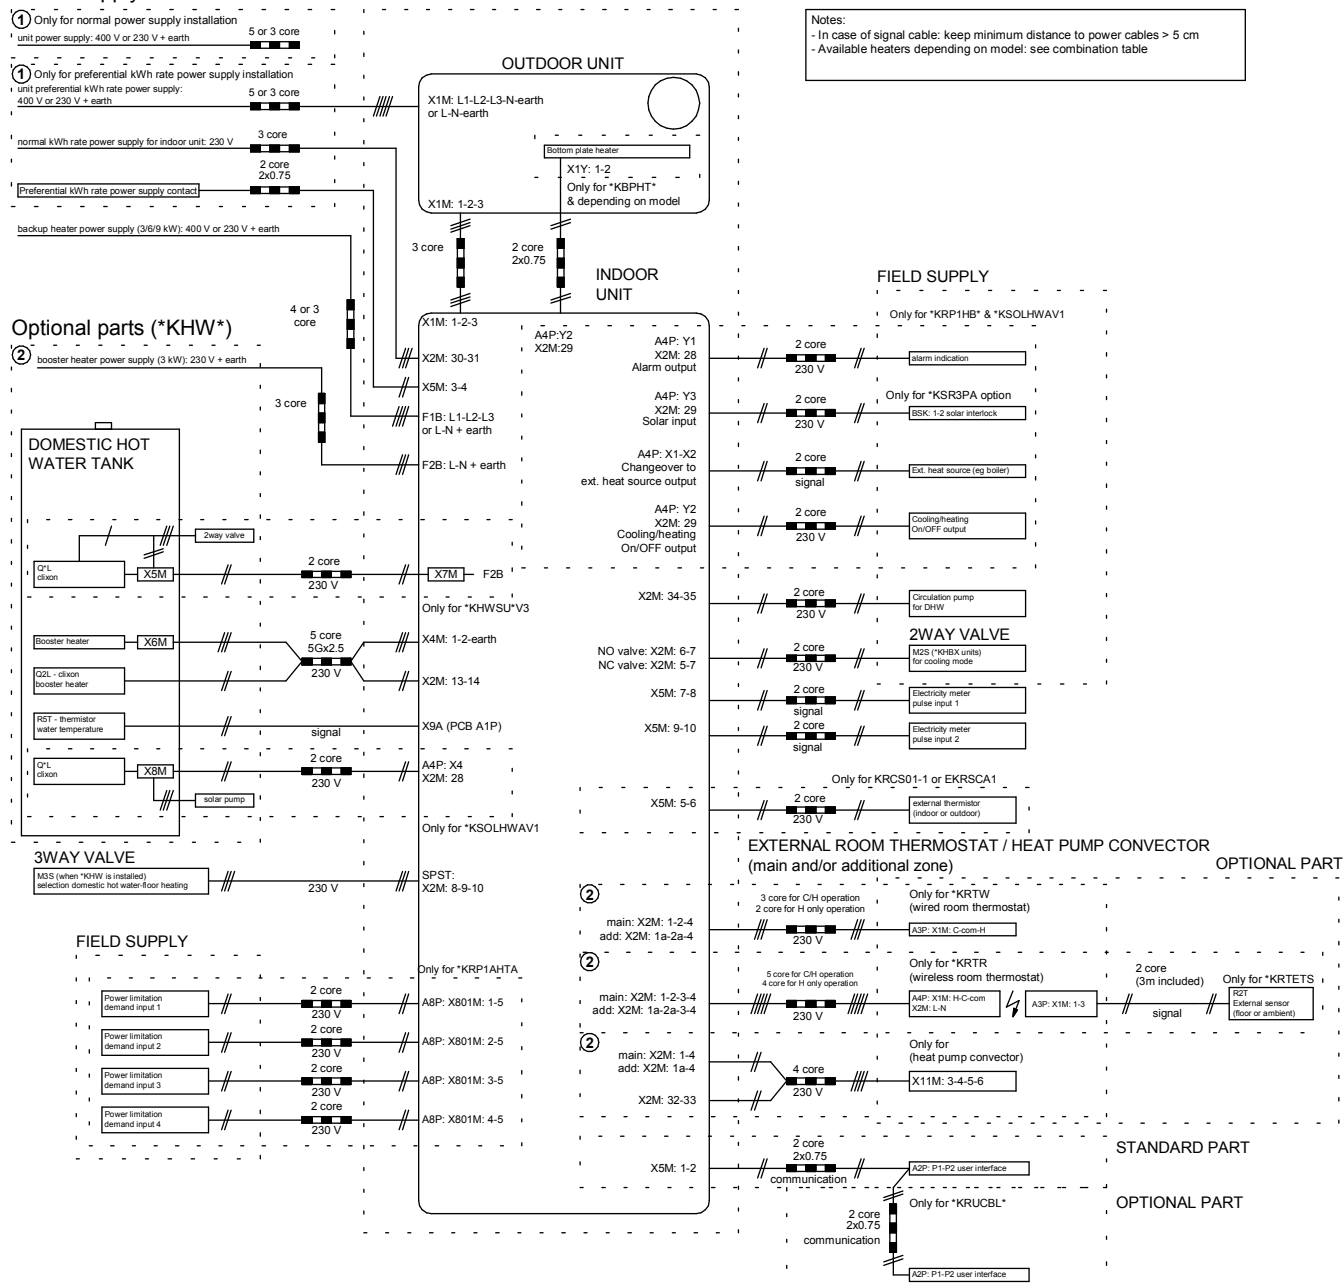 1 Only for normal power supply installation
unit power supply: 400 V or 230 V + earth
5 or 3 core
1 Only for preferential kWh rate power supply installation
unit preferential kWh rate power supply:
400 V or 230 V + earth
5 or 3 core
normal kWh rate power supply for indoor unit: 230 V
3 core
2 core
2x0.75
Preferential kWh rate power supply contact
backup heater power supply (3/6/9 kW): 400 V or 230 V + earth
4 or 3
core
Notes:
- In case of signal cable: keep minimum distance to power cables > 5 cm
- Available heaters depending on model: see combination table
OUTDOOR UNIT
X1M: L1-L2-L3-N-earth
or L-N-earth
Bottom plate heater
X1Y: 1-2
Only for *KBPHT*
& depending on model
X1M: 1-2-3
3 core
2 core
2x0.75
INDOOR
UNIT
Optional parts (*KHW*)
2 booster heater power supply (3 kW): 230 V + earth
3 core
DOMESTIC HOT
WATER TANK
2way valve
Q*L
clixon
X5M
2 core
230 V
X7M
F2B
Only for *KHWSU*V3
Booster heater
X6M
5 core
5Gx2.5
230 V
X4M: 1-2-earth
Q2L - clixon
booster heater
X2M: 13-14
R5T - thermistor
water temperature
signal
X9A (PCB A1P)
Q*L
clixon
X8M
2 core
230 V
A4P: X4
X2M: 28
solar pump
Only for *KSOLHWAV1
3WAY VALVE
M3S (when *KHW is installed)
selection domestic hot water-floor heating
230 V
SPST:
X2M: 8-9-10
FIELD SUPPLY
Only for *KRP1AHTA
Power limitation
demand input 1
2 core
230 V
A8P: X801M: 1-5
Power limitation
demand input 2
2 core
230 V
A8P: X801M: 2-5
Power limitation
demand input 3
2 core
230 V
A8P: X801M: 3-5
Power limitation
demand input 4
2 core
230 V
A8P: X801M: 4-5
X1M: 1-2-3
A4P:Y2
X2M:29
X2M: 30-31
X5M: 3-4
F1B: L1-L2-L3
or L-N + earth
F2B: L-N + earth
FIELD SUPPLY
Only for *KRP1HB* & *KSOLHWAV1
A4P: Y1
X2M: 28
Alarm output
2 core
230 V
alarm indication
Only for *KSR3PA option
A4P: Y3
X2M: 29
Solar input
2 core
230 V
BSK: 1-2 solar interlock
A4P: X1-X2
Changeover to
ext. heat source output
2 core
signal
Ext. heat source (eg boiler)
A4P: Y2
X2M: 29
Cooling/heating
On/OFF output
2 core
230 V
Cooling/heating
On/OFF output
X2M: 34-35
2 core
230 V
Circulation pump
for DHW
2WAY VALVE
NO valve: X2M: 6-7
NC valve: X2M: 5-7
2 core
230 V
M2S (*KHBX units)
for cooling mode
X5M: 7-8
2 core
signal
Electricity meter
pulse input 1
X5M: 9-10
2 core
signal
Electricity meter
pulse input 2
Only for KRCS01-1 or EKRSCA1
X5M: 5-6
2 core
230 V
external thermistor
(indoor or outdoor)
EXTERNAL ROOM THERMOSTAT / HEAT PUMP CONVECTOR
(main and/or additional zone)
OPTIONAL PART
2
3 core for C/H operation
2 core for H only operation
Only for *KRTW
(wired room thermostat)
main: X2M: 1-2-4
add: X2M: 1a-2a-4
230 V
A3P: X1M: C-com-H
2
5 core for C/H operation
4 core for H only operation
Only for *KRTR
(wireless room thermostat)
main: X2M: 1-2-3-4
add: X2M: 1a-2a-3-4
230 V
A4P: X1M: H-C-com
X2M: L-N
A3P: X1M: 1-3
2 core
(3m included)
signal
Only for *KRTETS
R2T
External sensor
(floor or ambient)
2
main: X2M: 1-4
add: X2M: 1a-4
X2M: 32-33
4 core
230 V
Only for
(heat pump convector)
X11M: 3-4-5-6
STANDARD PART
X5M: 1-2
2 core
2x0.75
communication
A2P: P1-P2 user interface
OPTIONAL PART
Only for *KRUCBL*
2 core
2x0.75
communication
A2P: P1-P2 user interface